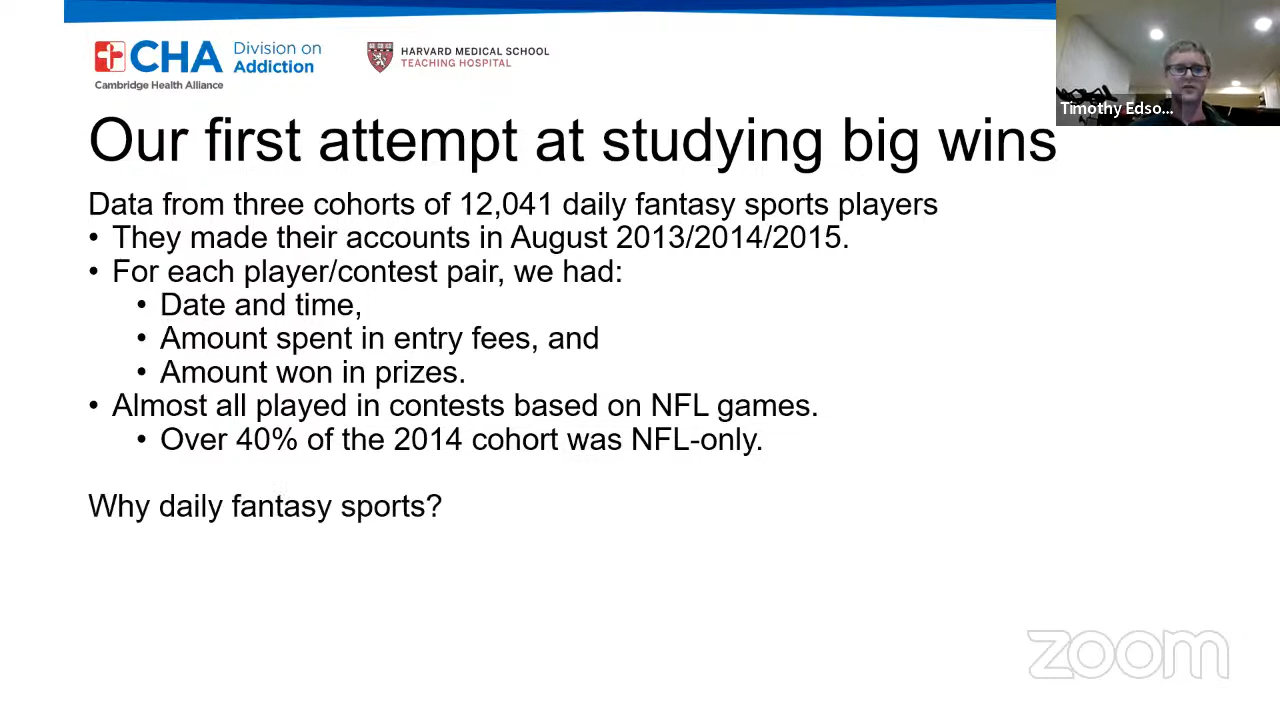 CHA
Division on
Addiction
Cambridge Health Alliance
HARVARD MEDICAL SCHOOL
TEACHING HOSPITAL
Timothy Edso...
Our first attempt at studying big wins
Data from three cohorts of 12,041 daily fantasy sports players
• They made their accounts in August 2013/2014/2015.
• For each player/contest pair, we had:
• Date and time,
• Amount spent in entry fees, and
• Amount won in prizes.
• Almost all played in contests based on NFL games.
• Over 40% of the 2014 cohort was NFL-only.
Why daily fantasy sports?
zoom